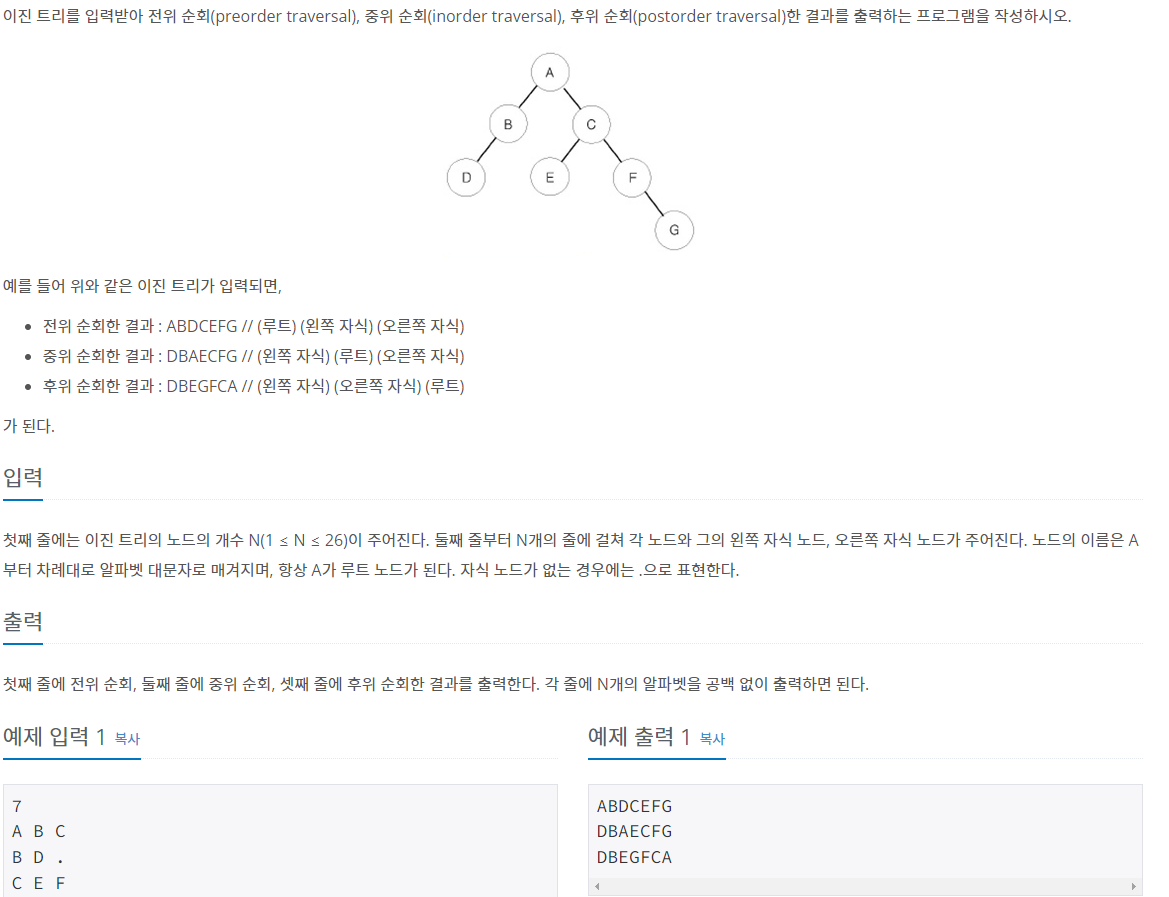 이진 트리를 입력받아 전위 순회(preorder traversal), 중위 순회(inorder traversal), 후위 순회(postorder traversal)한 결과를 출력하는 프로그램을 작성하시오.
A
B
C
D
E
F
G
예를 들어 위와 같은 이진 트리가 입력되면,
전위 순회한 결과 : ABDCEFG // (루트) (왼쪽 자식) (오른쪽 자식)
중위 순회한 결과 : DBAECFG // (왼쪽 자식) (루트) (오른쪽 자식)
후위 순회한 결과 : DBEGFCA // (왼쪽 자식) (오른쪽 자식) (루트)
가 된다.
입력
첫째 줄에는 이진 트리의 노드의 개수 N(1 ≤ N ≤ 26)이 주어진다. 둘째 줄부터 N개의 줄에 걸쳐 각 노드와 그의 왼쪽 자식 노드, 오른쪽 자식 노드가 주어진다. 노드의 이름은 A
부터 차례대로 알파벳 대문자로 매겨지며, 항상 A가 루트 노드가 된다. 자식 노드가 없는 경우에는 .으로 표현한다.
출력
첫째 줄에 전위 순회, 둘째 줄에 중위 순회, 셋째 줄에 후위 순회한 결과를 출력한다. 각 줄에 N개의 알파벳을 공백 없이 출력하면 된다.
예제 입력 1 복사
7
A B C
B D .
C E F
예제 출력 1 복사
ABDCEFG
DBAECFG
DBEGFCA